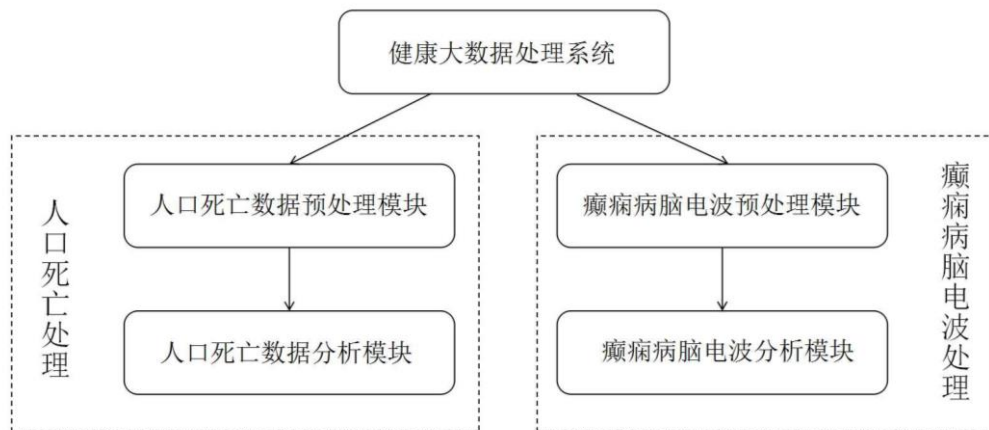 健康大数据处理系统
人口死亡处理
人口死亡数据预处理模块
人口死亡数据分析模块
癫痫病脑电波预处理模块
癫痫病脑电波分析模块
癫痫病脑电波处理